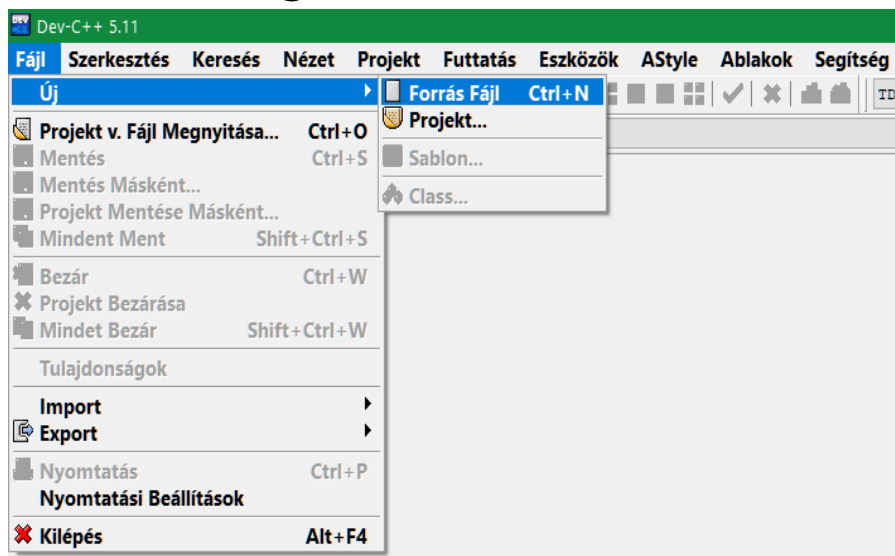 Dev-C++ 5.11
Fájl Szerkesztés Keresés Nézet Projekt Futtatás Eszközök AStyle Ablakok Segítség
Új
Forrás Fájl Ctrl+N
Projekt...
Sablon...
Class...
Projekt v. Fájl Megnyitása... Ctrl+O
Mentés Ctrl+S
Mentés Másként...
Projekt Mentése Másként...
Mindent Ment Shift+Ctrl+S
Bezár Ctrl+W
Projekt Bezárása
Mindet Bezár Shift+Ctrl+W
Tulajdonságok
Import
Export
Nyomtatás Ctrl+P
Nyomtatási Beállítások
Kilépés Alt+F4